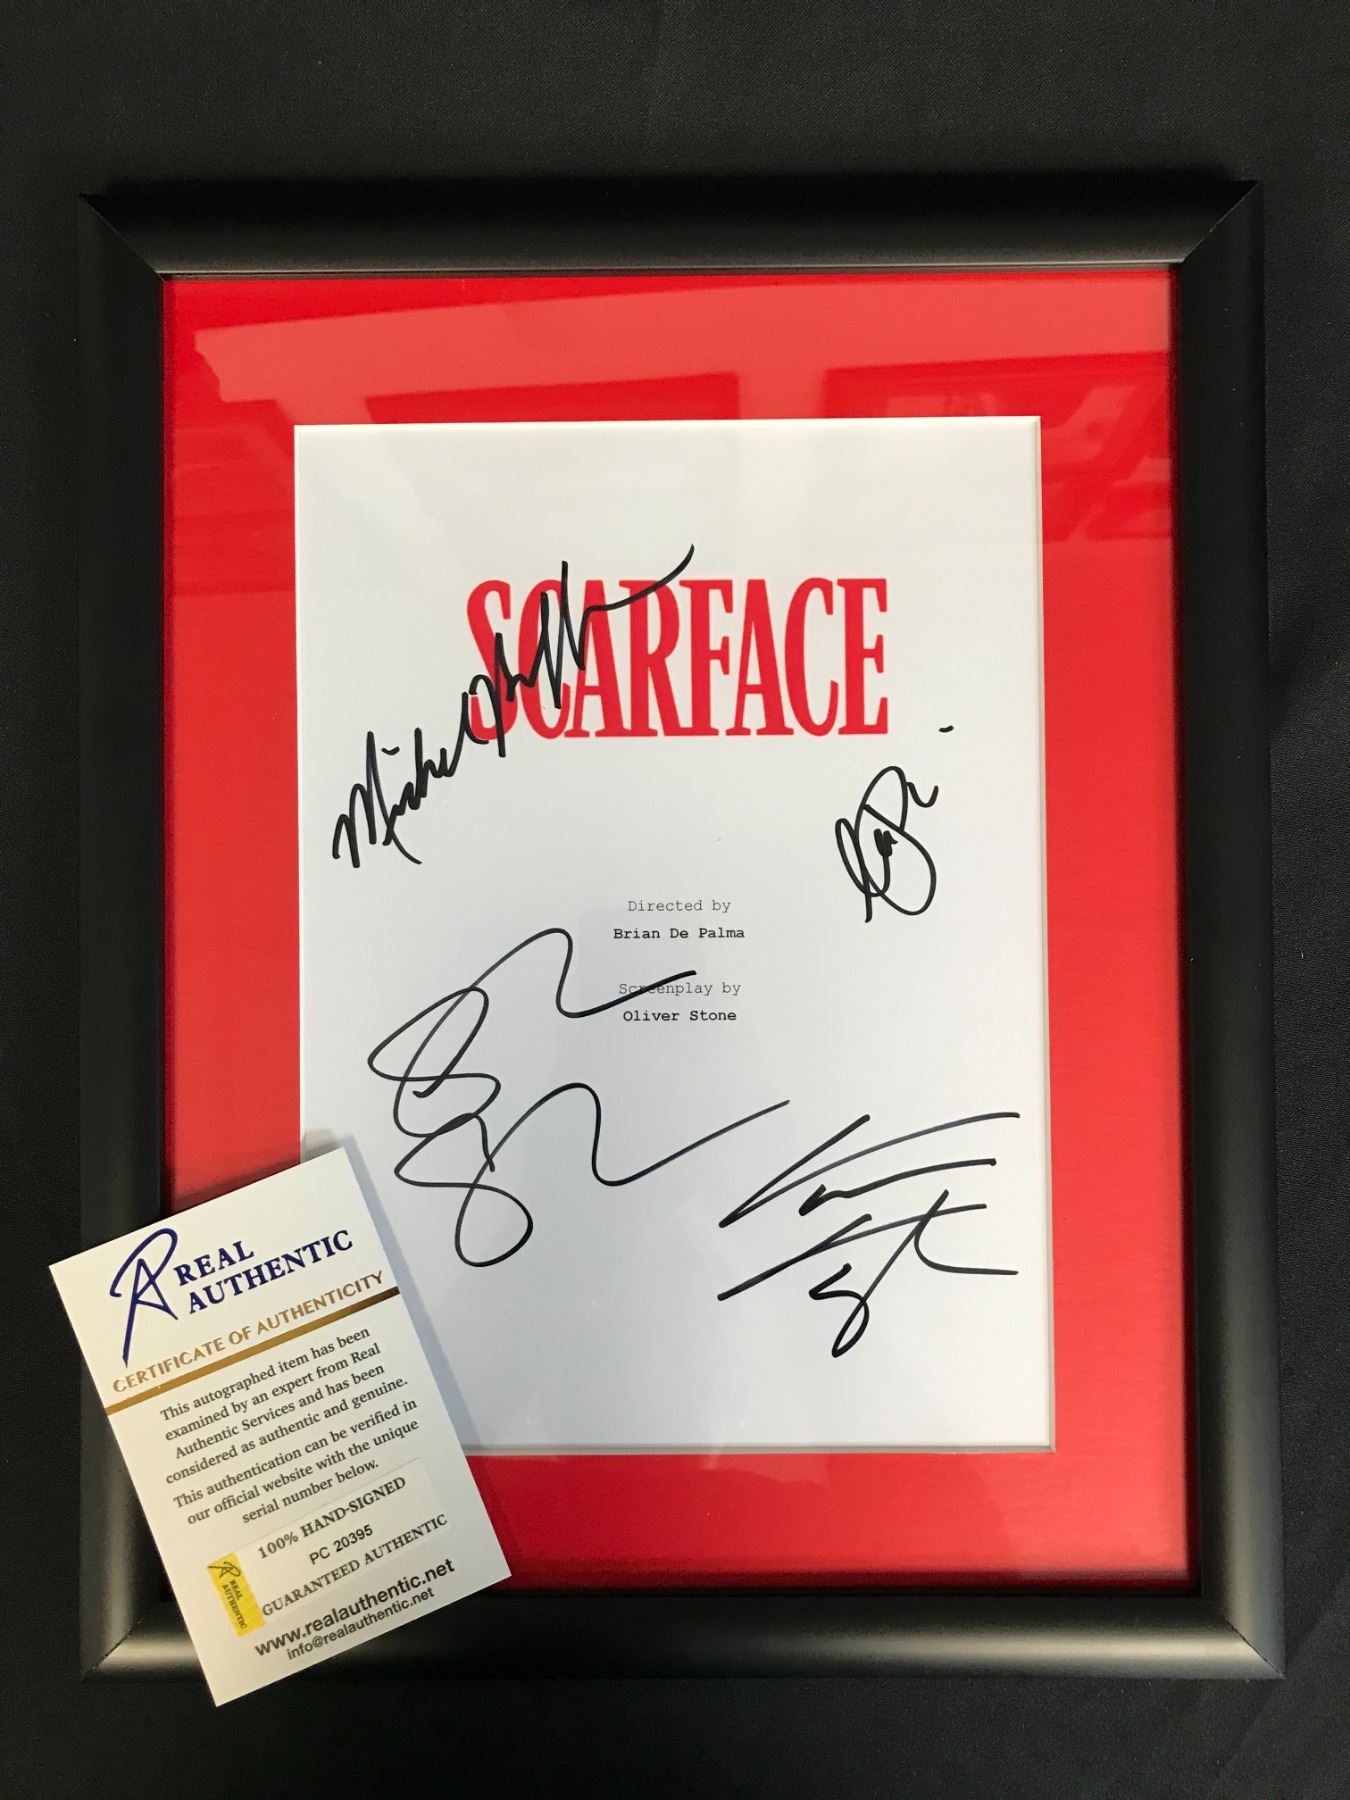 SCARFACE
Directed by
Brian De Palma
Screenplay by
Oliver Stone
REAL
AUTHENTIC
CERTIFICATE OF AUTHENTICITY
This autographed item has been
examined by an expert from Real
Authentic Services and has been
considered as authentic and genuine.
This authentication can be verified in
our official website with the unique
serial number below.
100% HAND-SIGNED
PC 20395
GUARANTEED AUTHENTIC
REAL
AUTHENTIC
www.realauthentic.net
info@realauthentic.net